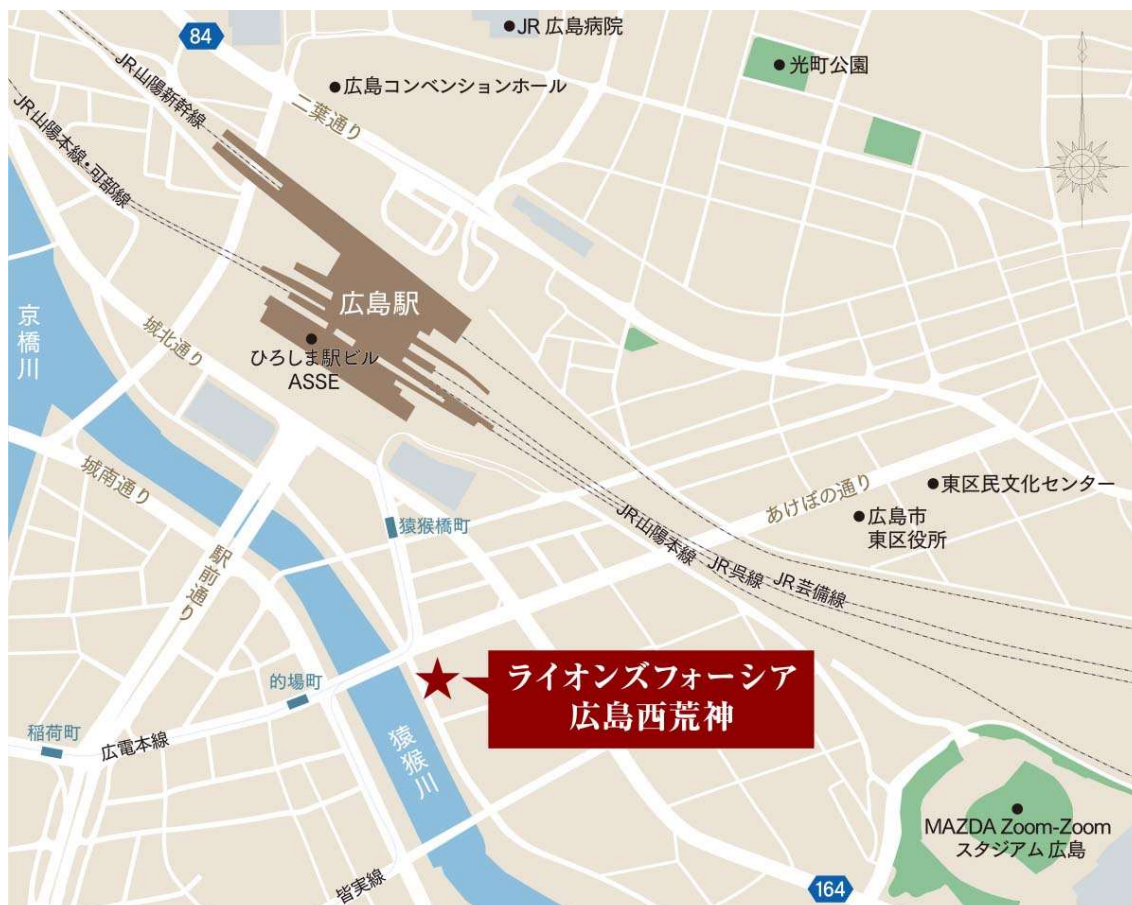 JR 広島病院
84
光町公園
JR山陽新幹線
広島コンベンションホール
二葉通り
JR山陽本線・可部線
広島駅
京橋川
城北通り
ひろしま駅ビル
ASSE
城南通り
東区民文化センター
あけぼの通り
広島市
東区役所
猿猴橋町
JR山陽本線
JR呉線
JR芸備線
駅前通り
ライオンズフォーシア
広島西荒神
的場町
稲荷町
広電本線
猿猴川
MAZDA Zoom-Zoom
スタジアム 広島
皆実線
164